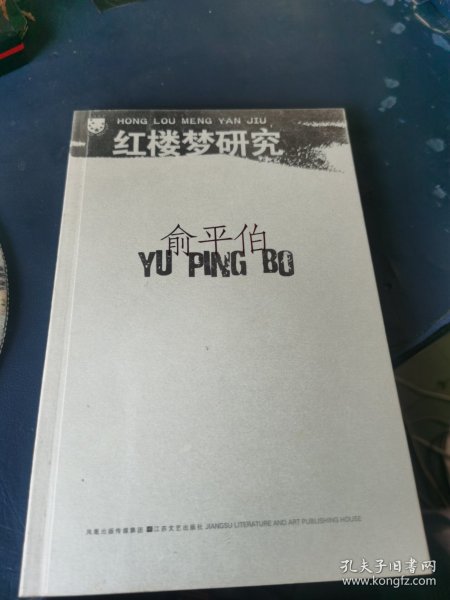 HONG LOU MENG YAN JIU
红楼梦研究
俞平伯
YU PING BO
凤凰出版传媒集团 江苏文艺出版社 JIANGSU LITERATURE AND ART PUBLISHING HOUSE
孔夫子旧书网
www.kongfz.com